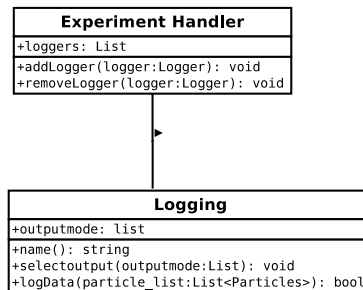 Experiment Handler
+loggers: List
+addLogger(logger:Logger): void
+removeLogger(logger:Logger): void
Logging
+outputmode: list
+name(): string
+selectoutput(outputmode:List): void
+logData(particle_list:List<Particles>): bool